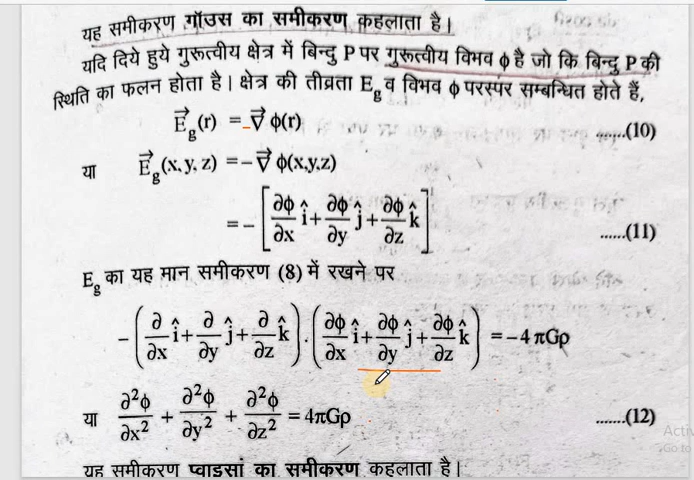 यह समीकरण गॉउस का समीकरण कहलाता है।
यदि दिये हुये गुरूत्वीय क्षेत्र में बिन्दु P पर गुरूत्वीय विभव ϕ है जो कि बिन्दु P की
स्थिति का फलन होता है। क्षेत्र की तीव्रता E_g व विभव ϕ परस्पर सम्बन्धित होते हैं,
E⃗_g(r) = ∇⃗ ϕ(r) ......(10)
या E⃗_g(x, y, z) = −∇⃗ ϕ(x,y,z)
= − [∂ϕ/∂x î + ∂ϕ/∂y ĵ + ∂ϕ/∂z k̂] ......(11)
E_g का यह मान समीकरण (8) में रखने पर
−(∂/∂x î + ∂/∂y ĵ + ∂/∂z k̂) . (∂ϕ/∂x î + ∂ϕ/∂y ĵ + ∂ϕ/∂z k̂) = −4 πGρ
या ∂²ϕ/∂x² + ∂²ϕ/∂y² + ∂²ϕ/∂z² = 4πGρ .......(12)
यह समीकरण प्वाइसां का समीकरण कहलाता है।